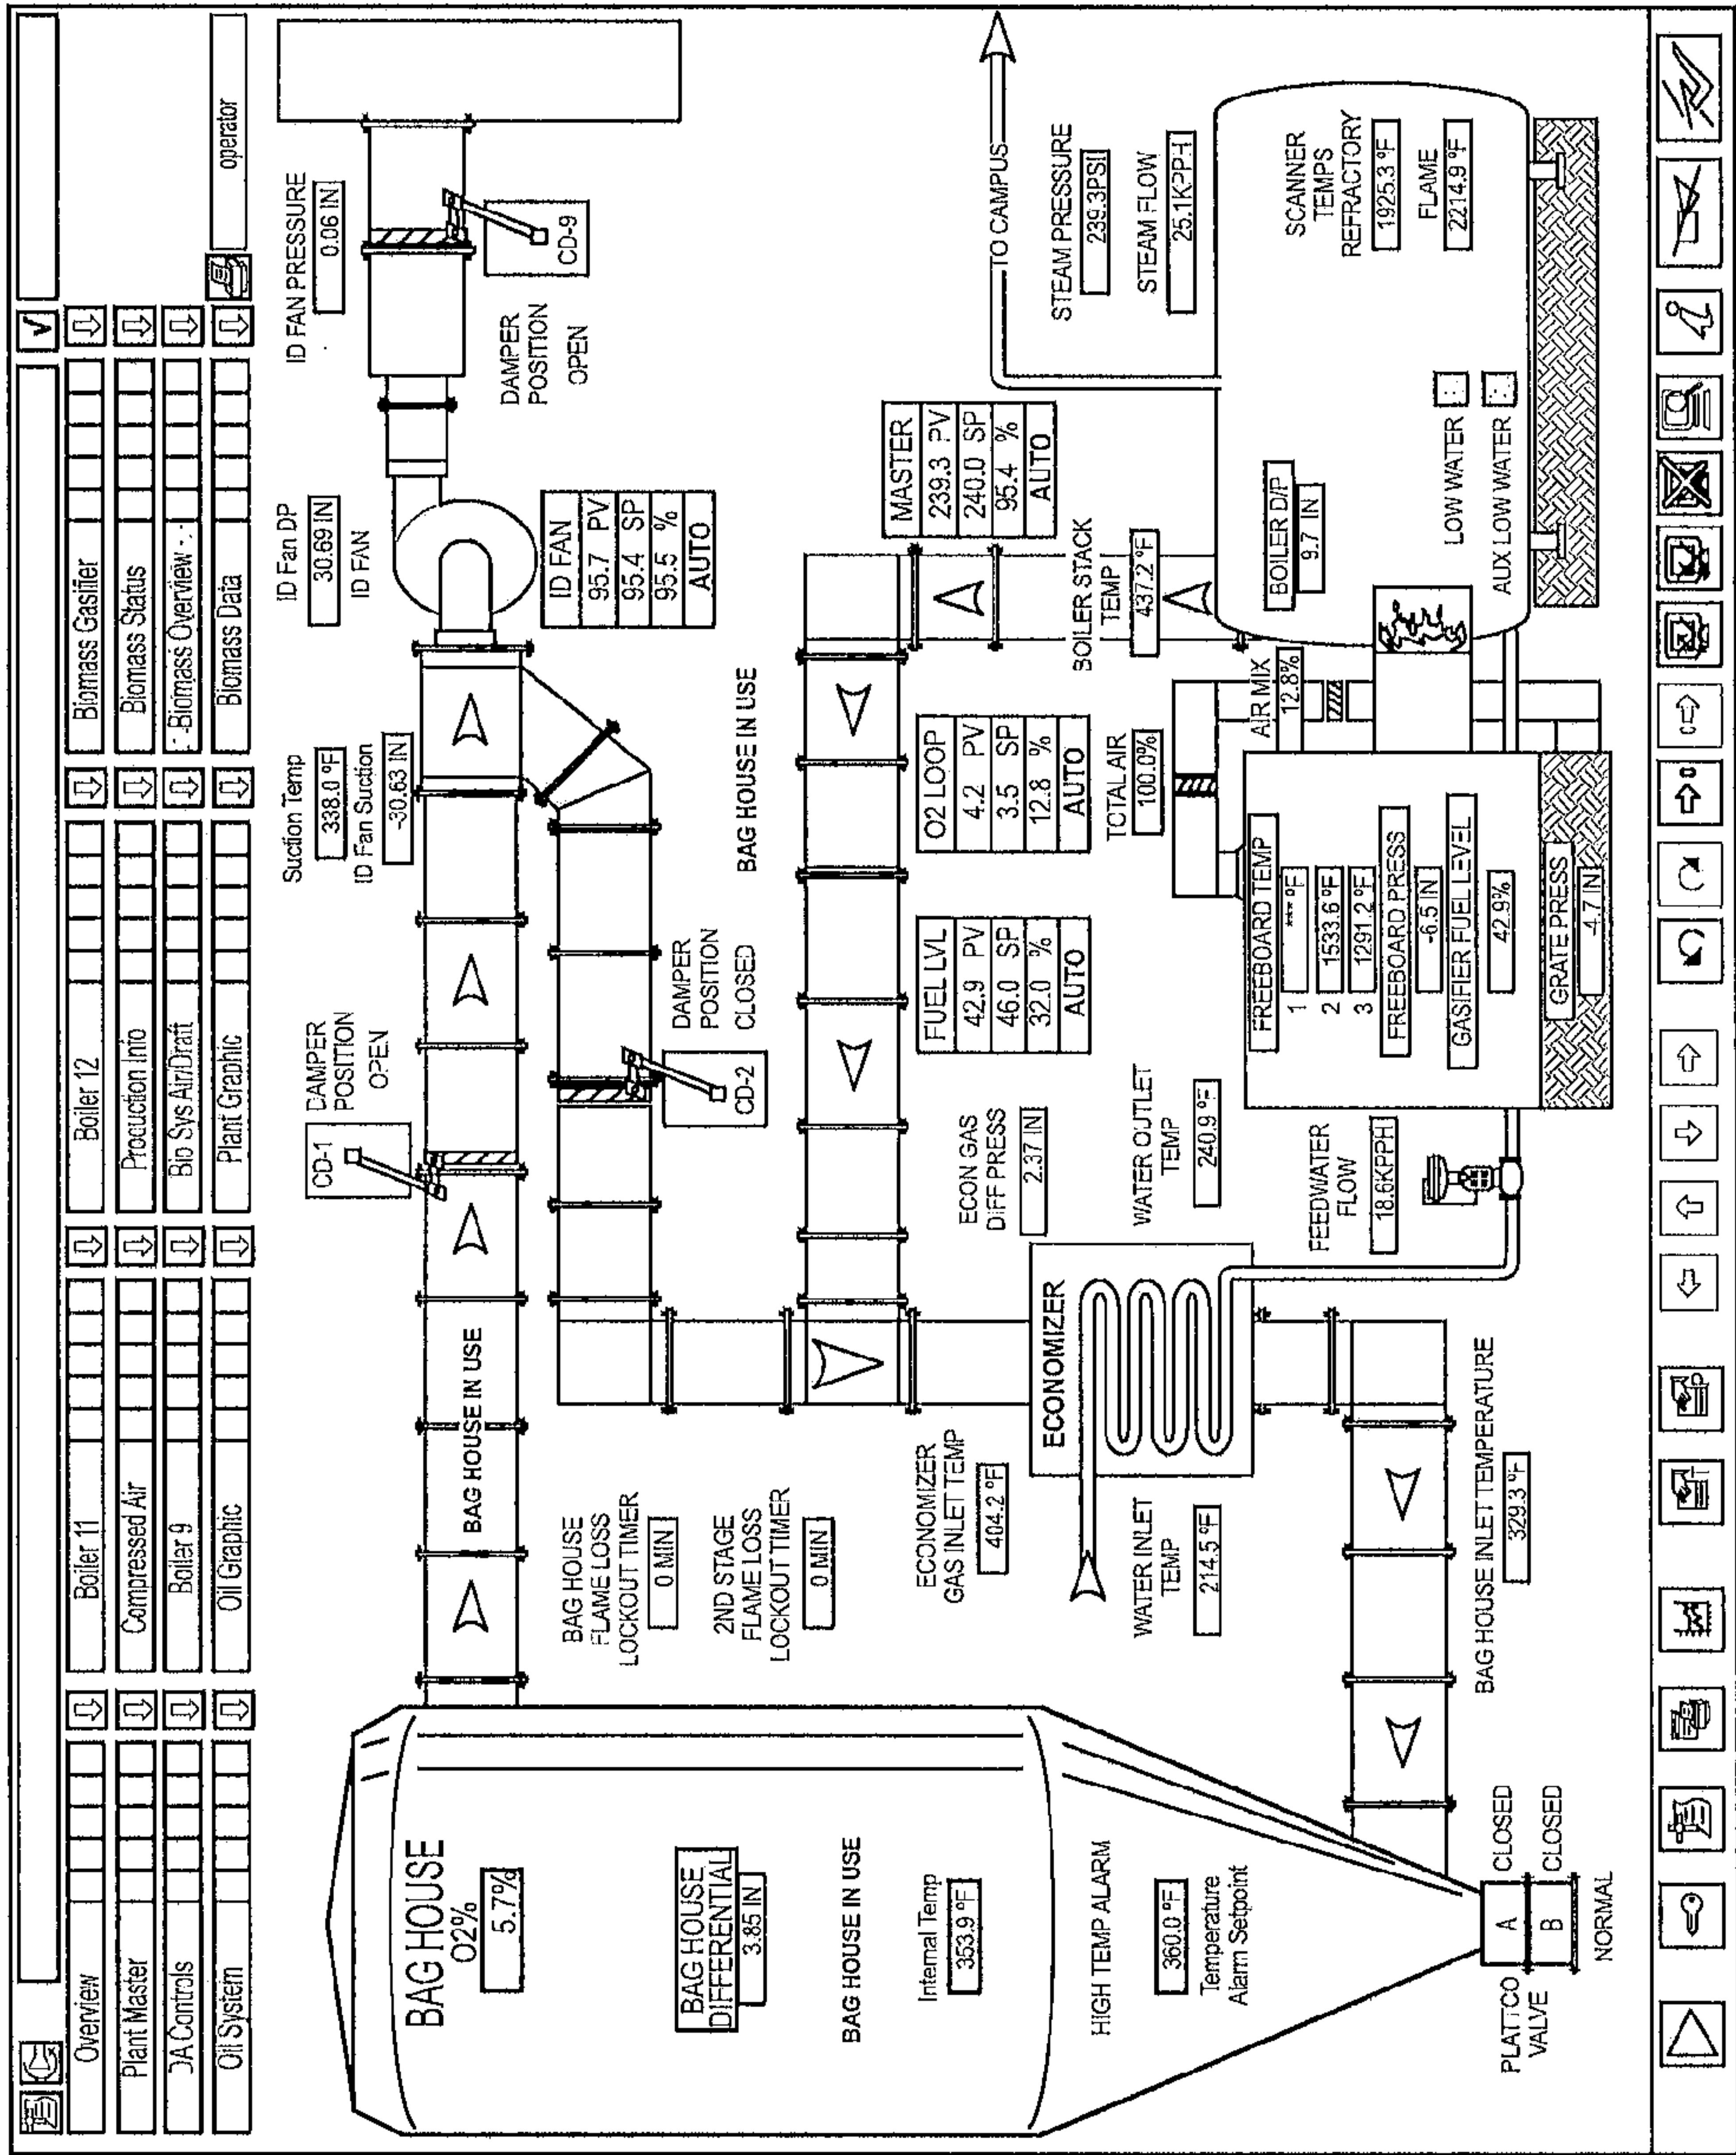 Overview
Boiler 11
Boiler 12
Biomass Gasifier
Plant Master
Compressed Air
Production Info
Biomass Status
DA Controls
Boiler 9
Bio Sys Air/Draft
Biomass Overview
Oil System
Oil Graphic
Plant Graphic
Biomass Data
operator
BAG HOUSE
O2%
5.7%
BAG HOUSE
DIFFERENTIAL
3.85 IN
BAG HOUSE IN USE
Internal Temp
353.9 °F
HIGH TEMP ALARM
360.0 °F
Temperature
Alarm Setpoint
PLATTCO
VALVE
A
CLOSED
B
CLOSED
NORMAL
BAG HOUSE IN USE
CD-1
DAMPER
POSITION
OPEN
Suction Temp
338.0 °F
ID Fan Suction
-30.63 IN
ID Fan DP
30.69 IN
ID FAN
ID FAN PRESSURE
0.06 IN
CD-9
DAMPER
POSITION
OPEN
ID FAN
95.7 PV
95.4 SP
95.5 %
AUTO
BAG HOUSE
FLAME LOSS
LOCKOUT TIMER
0 MIN
2ND STAGE
FLAME LOSS
LOCKOUT TIMER
0 MIN
CD-2
DAMPER
POSITION
CLOSED
BAG HOUSE IN USE
ECONOMIZER
GAS INLET TEMP
404.2 °F
ECONOMIZER
ECON GAS
DIFF PRESS
2.37 IN
WATER INLET
TEMP
214.5 °F
WATER OUTLET
TEMP
240.9 °F
FUEL LVL
42.9 PV
46.0 SP
32.0 %
AUTO
O2 LOOP
4.2 PV
3.5 SP
12.8 %
AUTO
MASTER
239.3 PV
240.0 SP
95.4 %
AUTO
TO CAMPUS
BOILER STACK
TEMP
437.2 °F
STEAM PRESSURE
239.3PSI
STEAM FLOW
25.1KPPH
TOTAL AIR
100.0%
AIR MIX
12.8%
BOILER D/P
9.7 IN
SCANNER
TEMPS
REFRACTORY
1925.3 °F
FLAME
2214.9 °F
LOW WATER
AUX LOW WATER
FREEBOARD TEMP
1 *** °F
2 1533.6 °F
3 1291.2 °F
FREEBOARD PRESS
-6.5 IN
GASIFIER FUEL LEVEL
42.9%
GRATE PRESS
-4.7 IN
FEEDWATER
FLOW
18.6KPPH
BAG HOUSE INLET TEMPERATURE
329.3 °F